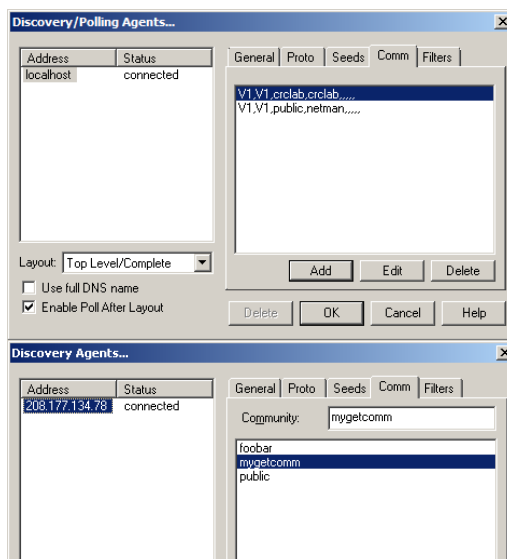 Discovery/Polling Agents...
Address Status
localhost connected
General Proto Seeds Comm Filters
V1,V1,crclab,crclab,,,,,
V1,V1,public,netman,,,,,
Layout: Top Level/Complete
Add Edit Delete
Use full DNS name
Enable Poll After Layout
Delete OK Cancel Help
Discovery Agents...
Address Status
208.177.134.78 connected
General Proto Seeds Comm Filters
Community: mygetcomm
foobar
mygetcomm
public